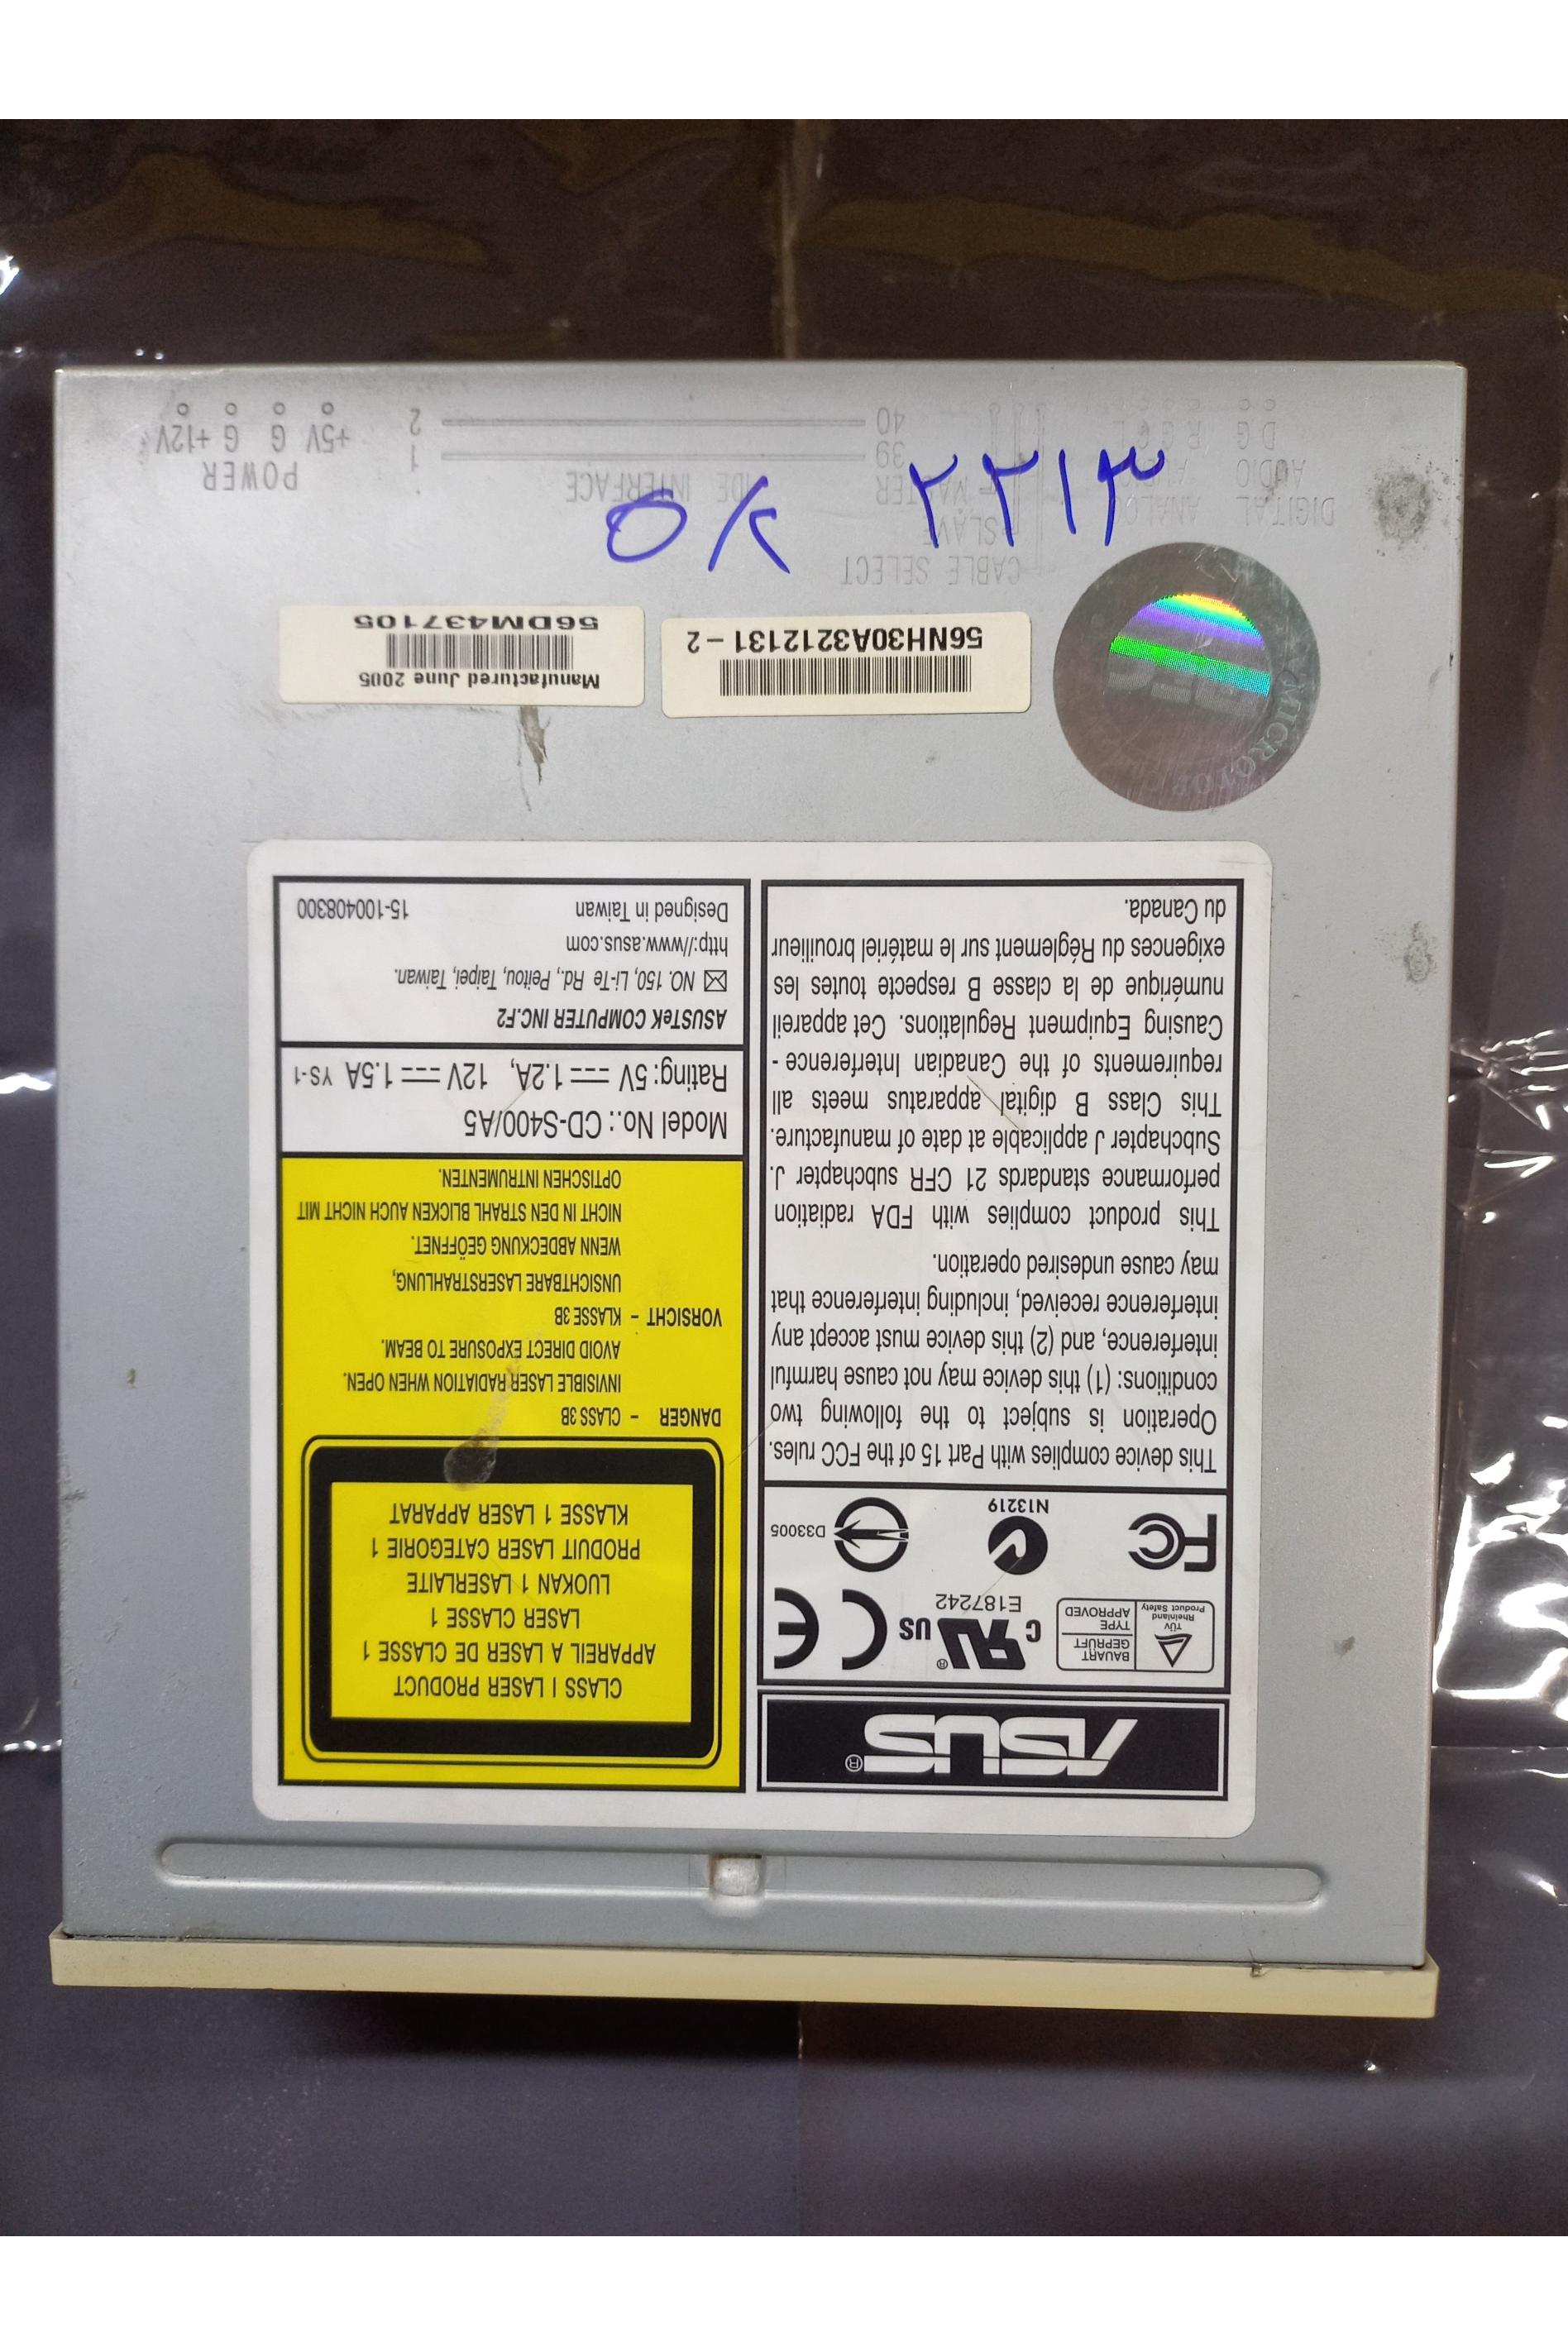 ASUS®
BAUART GEPRÜFT
TYPE APPROVED
TÜV Rheinland
Product Safety
C UL® US
E187242
CE
FC
N13219
D33005
This device complies with Part 15 of the FCC rules.
Operation is subject to the following two
conditions: (1) this device may not cause harmful
interference, and (2) this device must accept any
interference received, including interference that
may cause undesired operation.
This product complies with FDA radiation
performance standards 21 CFR subchapter J.
Subchapter J applicable at date of manufacture.
This Class B digital apparatus meets all
requirements of the Canadian Interference -
Causing Equipment Regulations. Cet appareil
numérique de la classe B respecte toutes les
exigences du Réglement sur le matériel brouilleur
du Canada.
CLASS I LASER PRODUCT
APPAREIL A LASER DE CLASSE 1
LASER CLASSE 1
LUOKAN 1 LASERLAITE
PRODUIT LASER CATEGORIE 1
KLASSE 1 LASER APPARAT
DANGER - CLASS 3B
INVISIBLE LASER RADIATION WHEN OPEN.
AVOID DIRECT EXPOSURE TO BEAM.
VORSICHT - KLASSE 3B
UNSICHTBARE LASERSTRAHLUNG,
WENN ABDECKUNG GEÖFFNET.
NICHT IN DEN STRAHL BLICKEN AUCH NICHT MIT
OPTISCHEN INTRUMENTEN.
Model No.: CD-S400/A5
Rating: 5V 1.2A, 12V 1.5A YS-1
ASUSTeK COMPUTER INC.F2
NO. 150, Li-Te Rd., Peitou, Taipei, Taiwan.
http://www.asus.com
Designed in Taiwan 15-100408300
56NH30A3212131-2
Manufactured June 2005
56DM437105
CABLE SELECT
SLAVE
MASTER
DIGITAL AUDIO
D G
ANALOG
IDE INTERFACE
39 1
40 2
POWER
+5V G G +12V
OK ۲۲۱۳